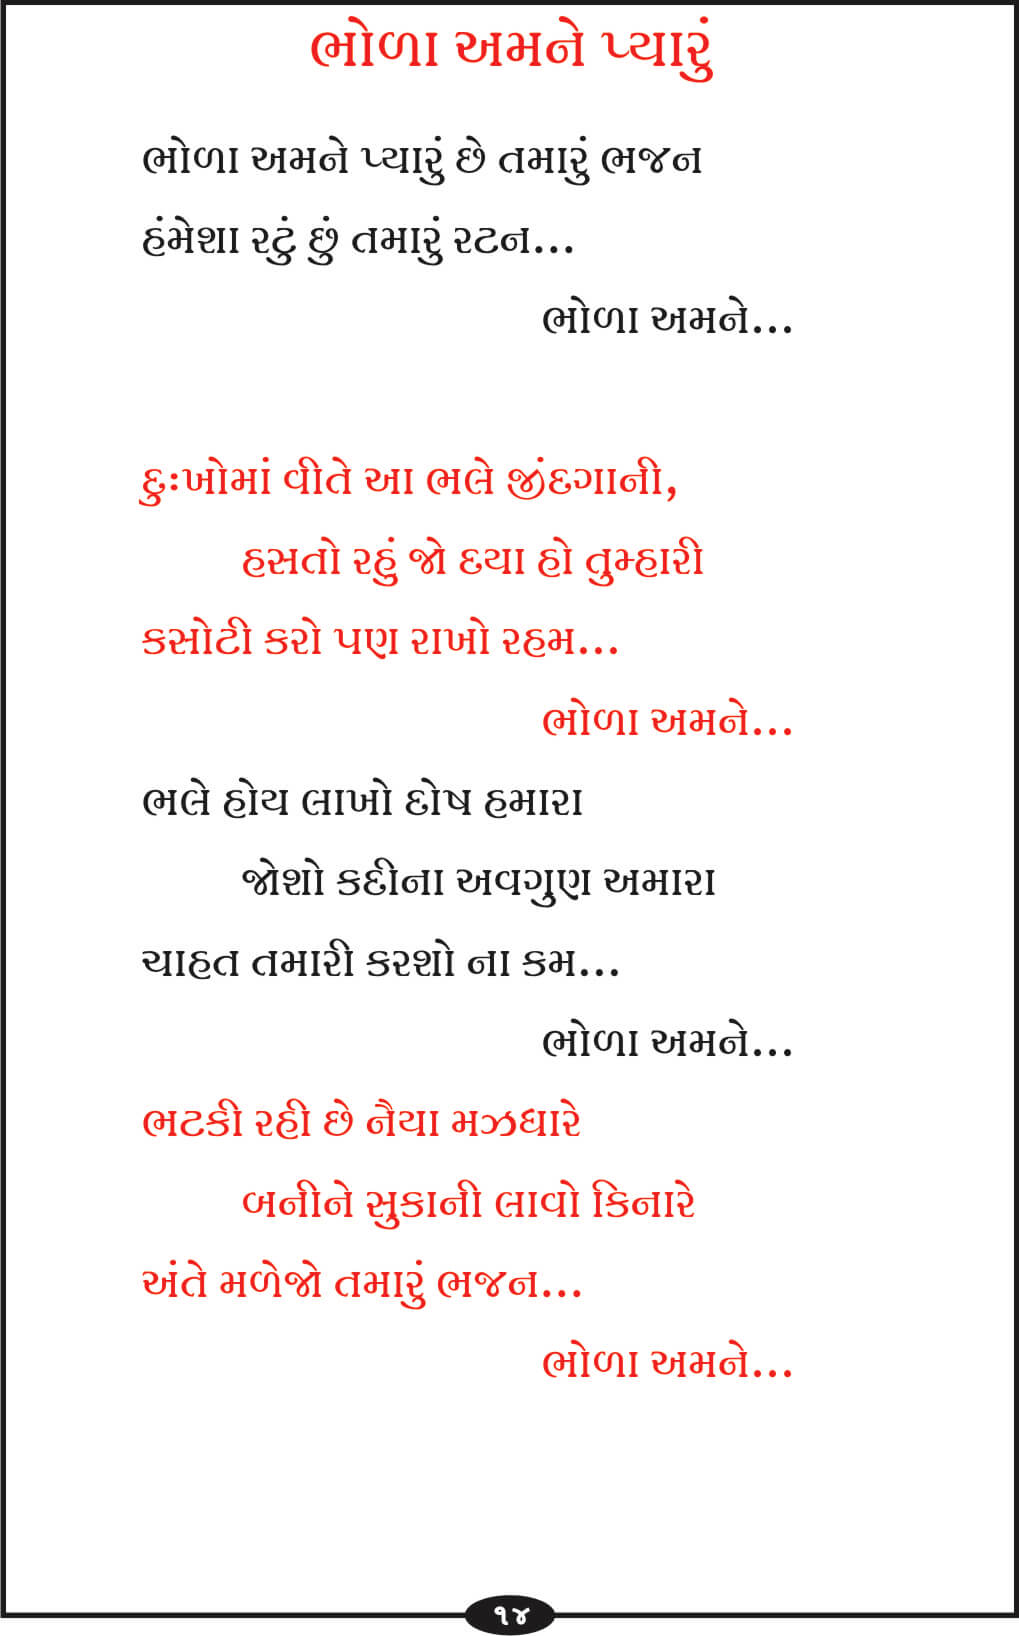 ભોળા અમને પ્યારું
ભોળા અમને પ્યારું છે તમારું ભજન
હંમેશા રટું છું તમારું રટન...
ભોળા અમને...
દુઃખોમાં વીતે આ ભલે જીંદગાની,
હસતો રહું જો દયા હો તુમ્હારી
કસોટી કરો પણ રાખો રહમ...
ભોળા અમને...
ભલે હોય લાખો દોષ હમારા
જોશો કદીના અવગુણ અમારા
ચાહત તમારી કરશો ના કમ...
ભોળા અમને...
ભટકી રહી છે નૈયા મઝધારે
બનીને સુકાની લાવો કિનારે
અંતે મળેજો તમારું ભજન...
ભોળા અમને...
૧૪